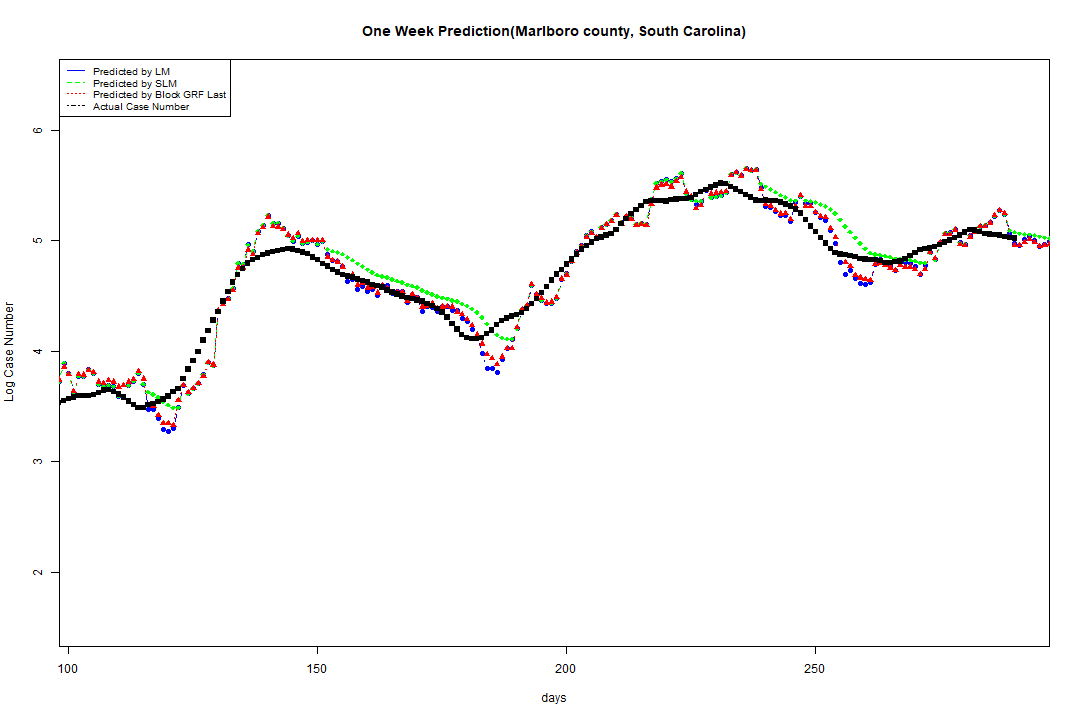 One Week Prediction(Marlboro county, South Carolina)
Predicted by LM
Predicted by SLM
Predicted by Block GRF Last
Actual Case Number
6
5
4
3
2
Log Case Number
100 150 200 250
days